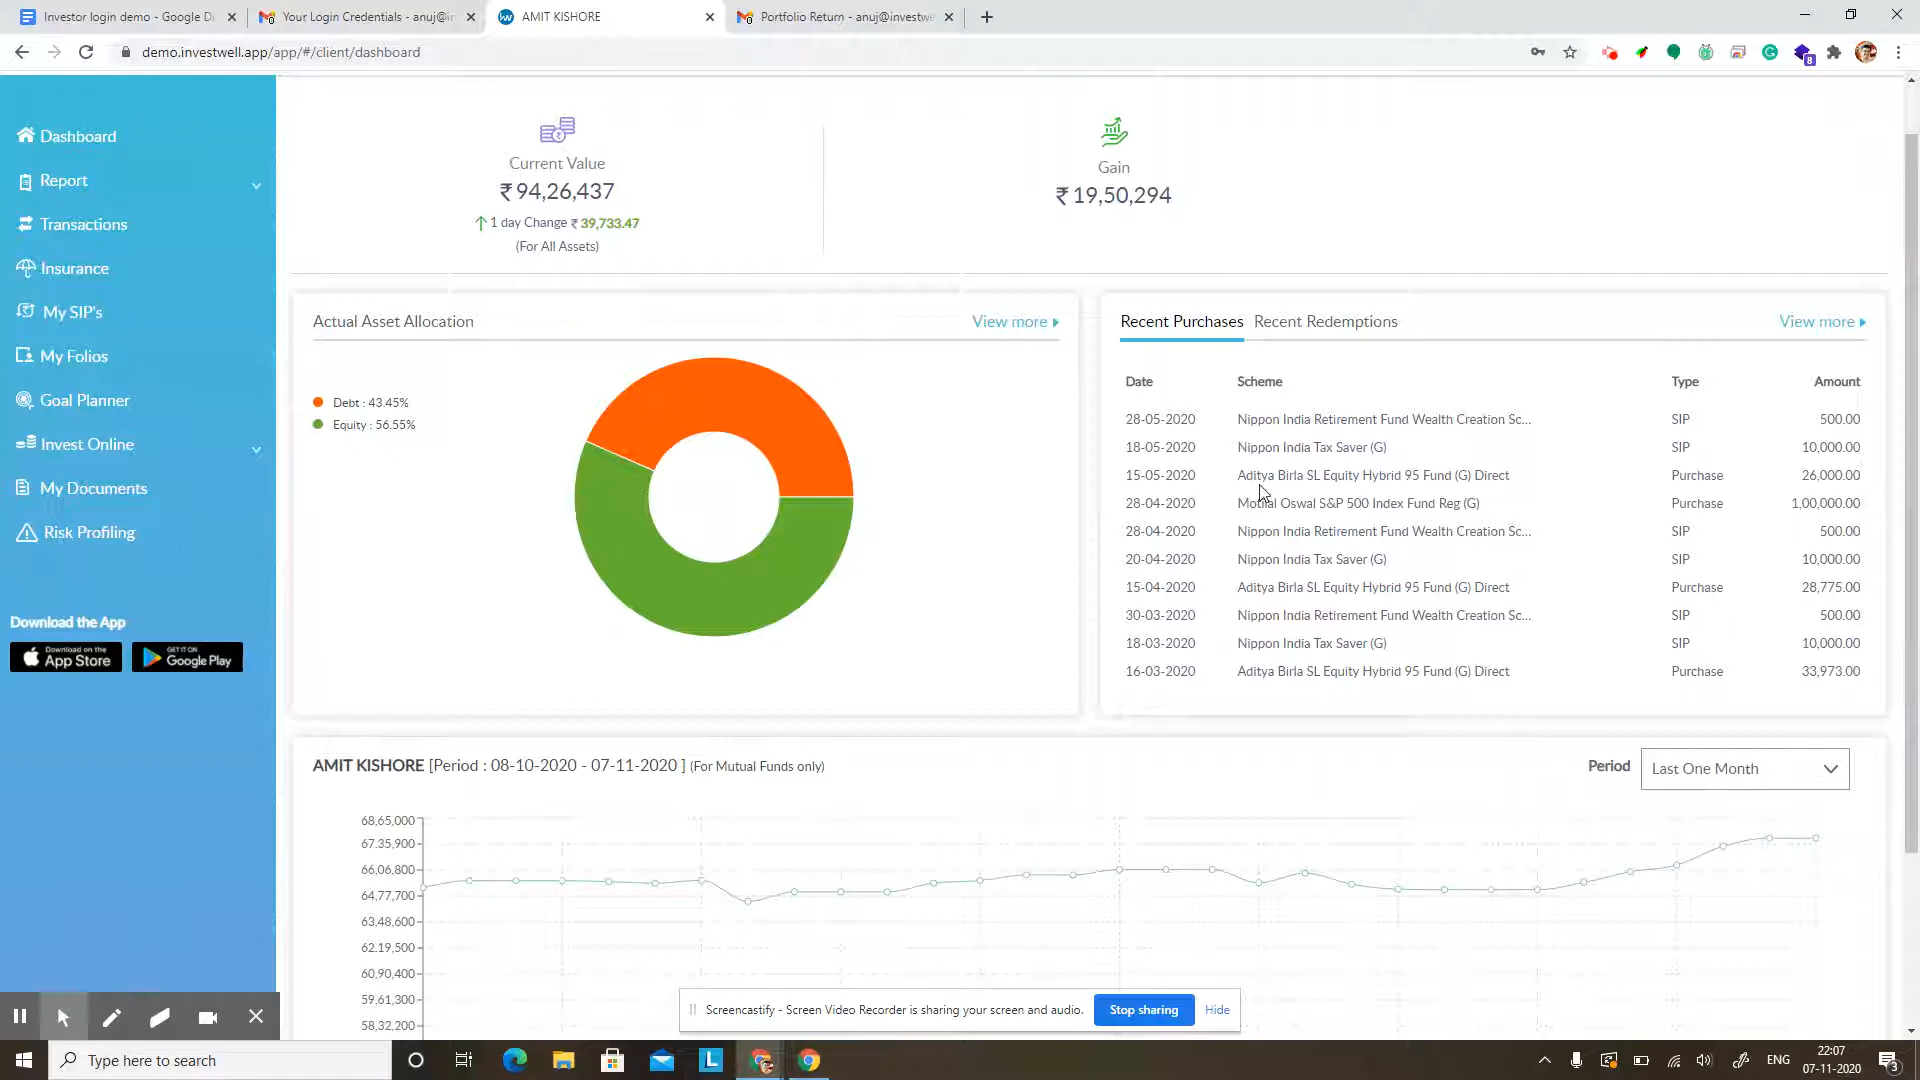 Investor login demo - Google D
Your Login Credentials - anuj@in
AMIT KISHORE
Portfolio Return - anuj@investwe
demo.investwell.app/app/#/client/dashboard
8
Dashboard
Report
Transactions
Insurance
My SIP's
My Folios
Goal Planner
Invest Online
My Documents
Risk Profiling
Download the App
Download on the
App Store
GET IT ON
Google Play
Current Value
₹ 94,26,437
1 day Change ₹ 39,733.47
(For All Assets)
Gain
₹ 19,50,294
Actual Asset Allocation
View more
Debt : 43.45%
Equity : 56.55%
Recent Purchases Recent Redemptions View more
Date Scheme Type Amount
28-05-2020 Nippon India Retirement Fund Wealth Creation Sc... SIP 500.00
18-05-2020 Nippon India Tax Saver (G) SIP 10,000.00
15-05-2020 Aditya Birla SL Equity Hybrid 95 Fund (G) Direct Purchase 26,000.00
28-04-2020 Motilal Oswal S&P 500 Index Fund Reg (G) Purchase 1,00,000.00
28-04-2020 Nippon India Retirement Fund Wealth Creation Sc... SIP 500.00
20-04-2020 Nippon India Tax Saver (G) SIP 10,000.00
15-04-2020 Aditya Birla SL Equity Hybrid 95 Fund (G) Direct Purchase 28,775.00
30-03-2020 Nippon India Retirement Fund Wealth Creation Sc... SIP 500.00
18-03-2020 Nippon India Tax Saver (G) SIP 10,000.00
16-03-2020 Aditya Birla SL Equity Hybrid 95 Fund (G) Direct Purchase 33,973.00
AMIT KISHORE [Period : 08-10-2020 - 07-11-2020 ] (For Mutual Funds only)
Period Last One Month
68,65,000
67,35,900
66,06,800
64,77,700
63,48,600
62,19,500
60,90,400
59,61,300
58,32,200
Screencastify - Screen Video Recorder is sharing your screen and audio. Stop sharing Hide
Type here to search
L
ENG
22:07
07-11-2020
3